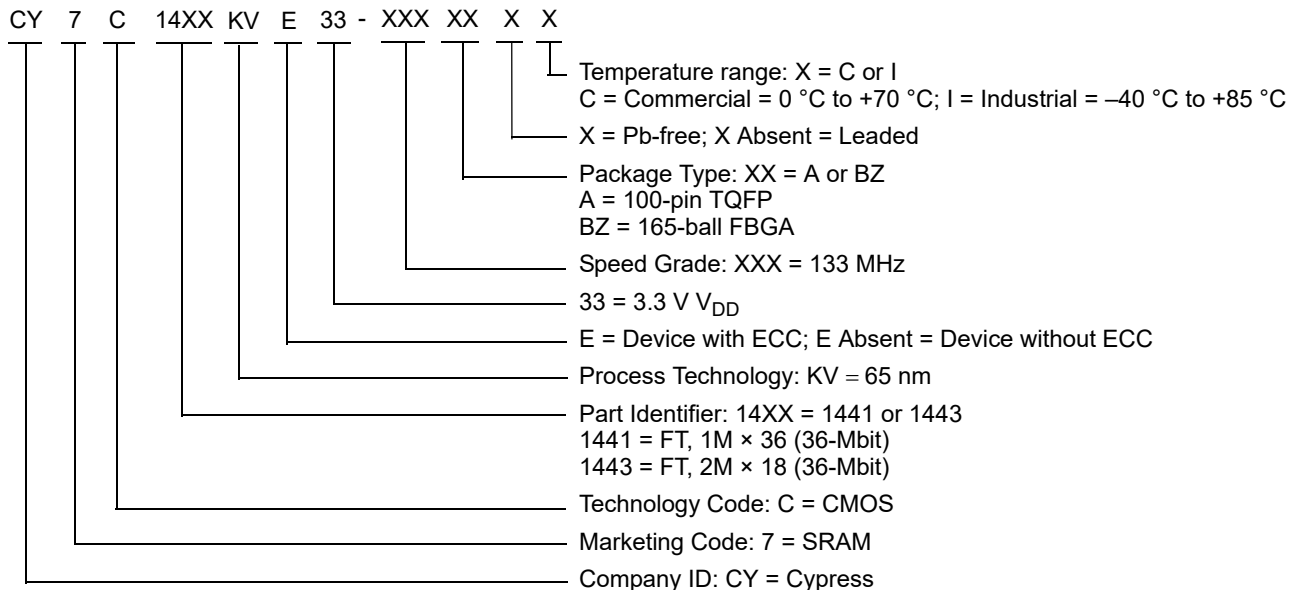 CY 7 C 14XX KV E 33 - XXX XX X X
Temperature range: X = C or I
C = Commercial = 0 °C to +70 °C; I = Industrial = –40 °C to +85 °C
X = Pb-free; X Absent = Leaded
Package Type: XX = A or BZ
A = 100-pin TQFP
BZ = 165-ball FBGA
Speed Grade: XXX = 133 MHz
33 = 3.3 V VDD
E = Device with ECC; E Absent = Device without ECC
Process Technology: KV = 65 nm
Part Identifier: 14XX = 1441 or 1443
1441 = FT, 1M × 36 (36-Mbit)
1443 = FT, 2M × 18 (36-Mbit)
Technology Code: C = CMOS
Marketing Code: 7 = SRAM
Company ID: CY = Cypress